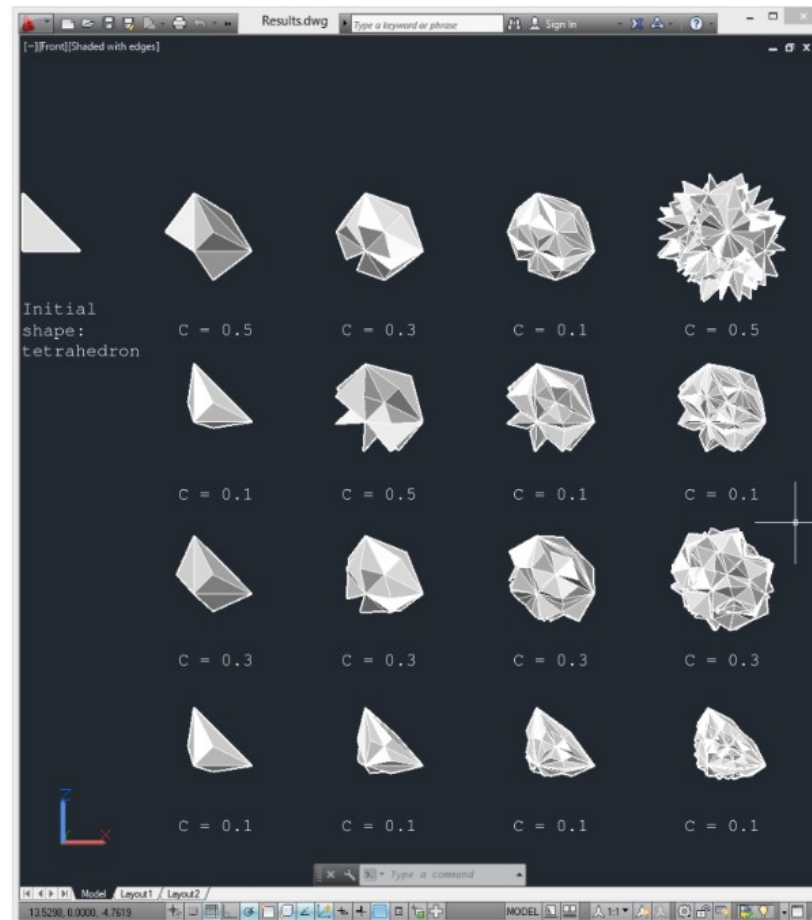 Results.dwg
Type a keyword or phrase
Sign In
[−][Front][Shaded with edges]
Initial
shape:
tetrahedron
C = 0.5
C = 0.3
C = 0.1
C = 0.5
C = 0.1
C = 0.5
C = 0.1
C = 0.1
C = 0.3
C = 0.3
C = 0.3
C = 0.3
C = 0.1
C = 0.1
C = 0.1
C = 0.1
Z
X
Type a command
Model
Layout1
Layout2
13.5298, 0.0000, -4.7619
MODEL
1:1